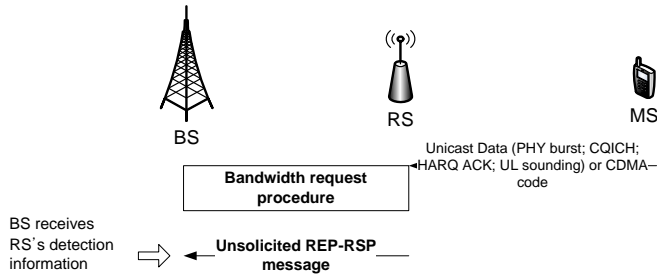 BS
RS
MS
Unicast Data (PHY burst; CQICH;
HARQ ACK; UL sounding) or CDMA
code
Bandwidth request
procedure
BS receives
RS's detection
information
Unsolicited REP-RSP
message